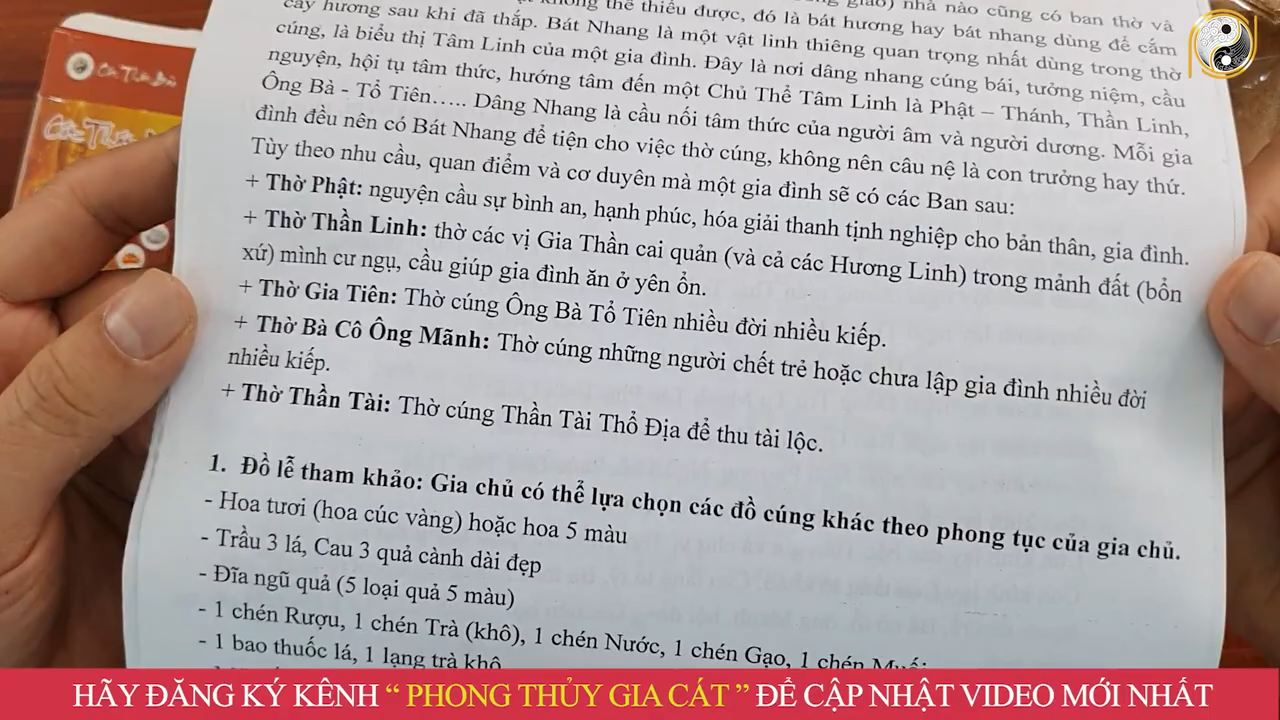 không thể thiếu được, đó là bát hương hay bát nhang dùng để cắm
nhà nào cũng có ban thờ và
cây hương sau khi đã thắp. Bát Nhang là một vật linh thiêng quan trọng nhất dùng trong thờ
cúng, là biểu thị Tâm Linh của một gia đình. Đây là nơi dâng nhang cúng bái, tưởng niệm, cầu
nguyện, hội tụ tâm thức, hướng tâm đến một Chủ Thể Tâm Linh là Phật – Thánh, Thần Linh,
Ông Bà - Tổ Tiên….. Dâng Nhang là cầu nối tâm thức của người âm và người dương. Mỗi gia
đình đều nên có Bát Nhang để tiện cho việc thờ cúng, không nên câu nệ là con trưởng hay thứ.
Tùy theo nhu cầu, quan điểm và cơ duyên mà một gia đình sẽ có các Ban sau:
+ Thờ Phật: nguyện cầu sự bình an, hạnh phúc, hóa giải thanh tịnh nghiệp cho bản thân, gia đình.
+ Thờ Thần Linh: thờ các vị Gia Thần cai quản (và cả các Hương Linh) trong mảnh đất (bổn
xứ) mình cư ngụ, cầu giúp gia đình ăn ở yên ổn.
+ Thờ Gia Tiên: Thờ cúng Ông Bà Tổ Tiên nhiều đời nhiều kiếp.
+ Thờ Bà Cô Ông Mãnh: Thờ cúng những người chết trẻ hoặc chưa lập gia đình nhiều đời
nhiều kiếp.
+ Thờ Thần Tài: Thờ cúng Thần Tài Thổ Địa để thu tài lộc.
1. Đồ lễ tham khảo: Gia chủ có thể lựa chọn các đồ cúng khác theo phong tục của gia chủ.
- Hoa tươi (hoa cúc vàng) hoặc hoa 5 màu
- Trầu 3 lá, Cau 3 quả cành dài đẹp
- Đĩa ngũ quả (5 loại quả 5 màu)
- 1 chén Rượu, 1 chén Trà (khô), 1 chén Nước, 1 chén Gạo, 1 chén Muối
- 1 bao thuốc lá, 1 lạng trà khô
HÃY ĐĂNG KÝ KÊNH “ PHONG THỦY GIA CÁT ” ĐỂ CẬP NHẬT VIDEO MỚI NHẤT